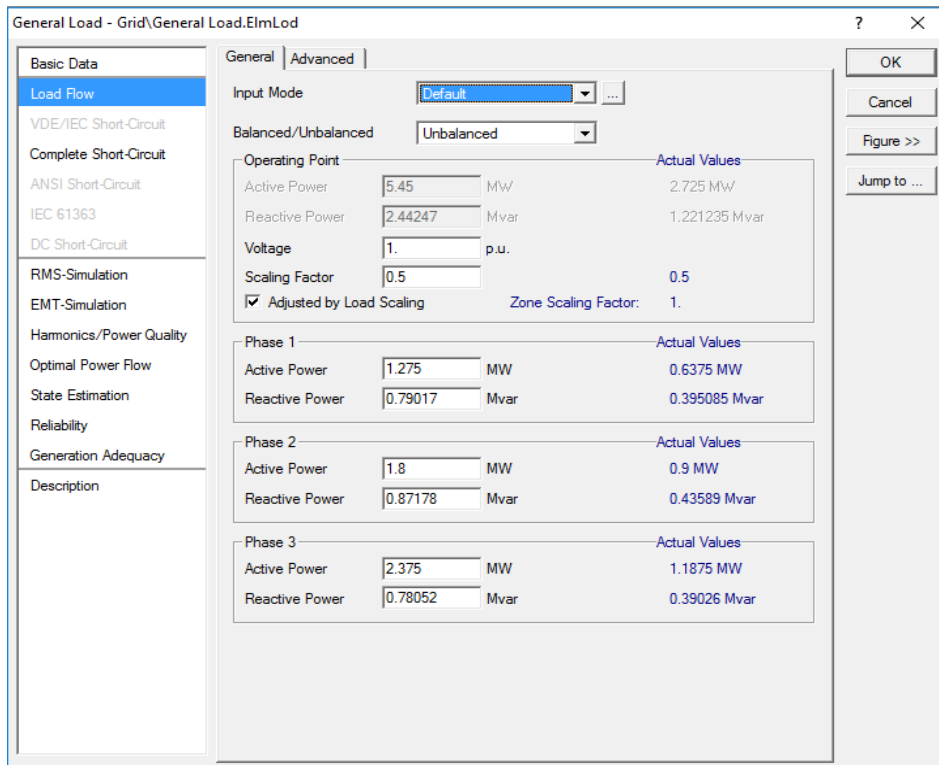 General Load - Grid\General Load.ElmLod ? ×
Basic Data
Load Flow
VDE/IEC Short-Circuit
Complete Short-Circuit
ANSI Short-Circuit
IEC 61363
DC Short-Circuit
RMS-Simulation
EMT-Simulation
Harmonics/Power Quality
Optimal Power Flow
State Estimation
Reliability
Generation Adequacy
Description
General Advanced
Input Mode Default ...
Balanced/Unbalanced Unbalanced
Operating Point Actual Values
Active Power 5.45 MW 2.725 MW
Reactive Power 2.44247 Mvar 1.221235 Mvar
Voltage 1. p.u.
Scaling Factor 0.5 0.5
Adjusted by Load Scaling Zone Scaling Factor: 1.
Phase 1 Actual Values
Active Power 1.275 MW 0.6375 MW
Reactive Power 0.79017 Mvar 0.395085 Mvar
Phase 2 Actual Values
Active Power 1.8 MW 0.9 MW
Reactive Power 0.87178 Mvar 0.43589 Mvar
Phase 3 Actual Values
Active Power 2.375 MW 1.1875 MW
Reactive Power 0.78052 Mvar 0.39026 Mvar
OK
Cancel
Figure >>
Jump to ...